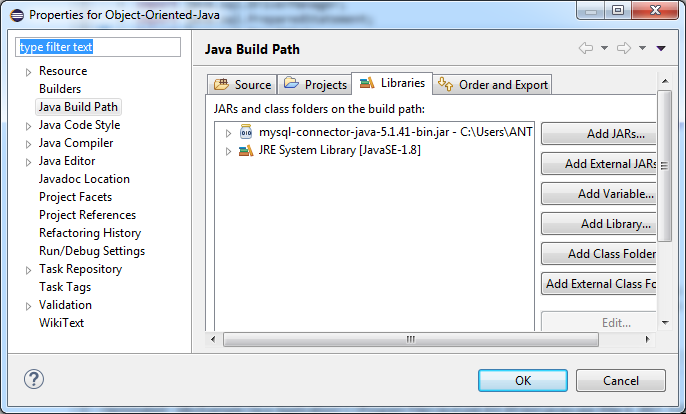 Properties for Object-Oriented-Java
type filter text
Resource
Builders
Java Build Path
Java Code Style
Java Compiler
Java Editor
Javadoc Location
Project Facets
Project References
Refactoring History
Run/Debug Settings
Task Repository
Task Tags
Validation
WikiText
Java Build Path
Source
Projects
Libraries
Order and Export
JARs and class folders on the build path:
mysql-connector-java-5.1.41-bin.jar - C:\Users\ANT
JRE System Library [JavaSE-1.8]
Add JARs...
Add External JARs
Add Variable...
Add Library...
Add Class Folder
Add External Class Fo
Edit...
OK
Cancel